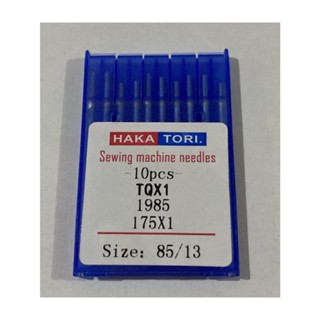 HAKA TORI.
Sewing machine needles
-10pcs-
TQX1
1985
175X1
Size: 85/13